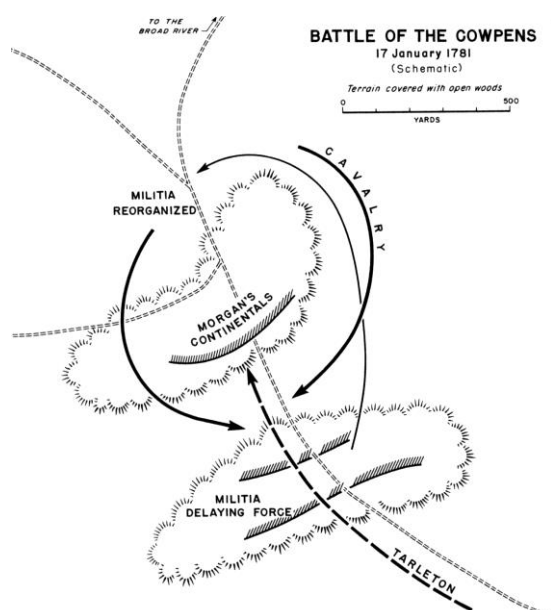 TO THE
BROAD RIVER
BATTLE OF THE COWPENS
17 January 1781
(Schematic)
Terrain covered with open woods
0 500
YARDS
CAVALRY
MILITIA
REORGANIZED
MORGAN'S
CONTINENTALS
MILITIA
DELAYING FORCE
TARLETON